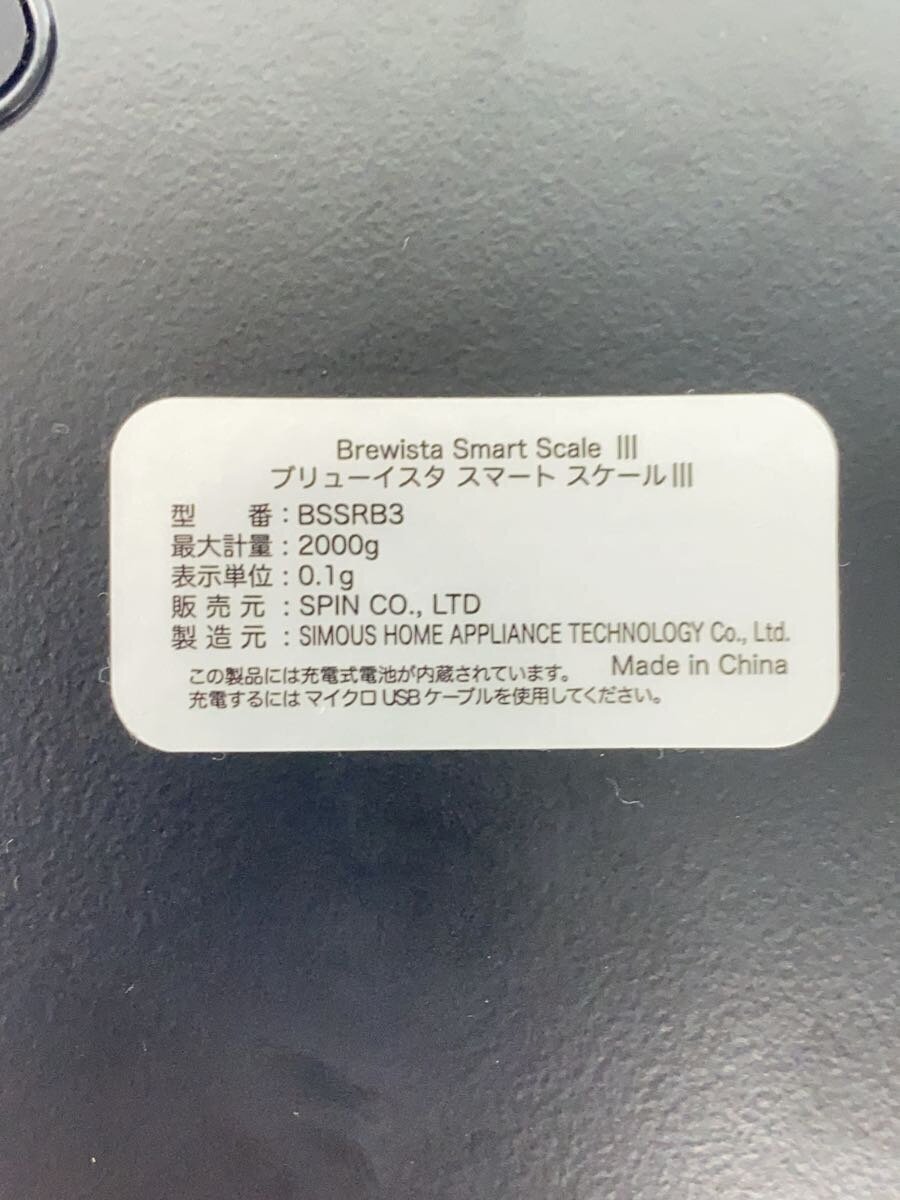 Brewista Smart Scale III
ブリューイスタ スマート スケールIII
型 番 : BSSRB3
最大計量 : 2000g
表示単位 : 0.1g
販売元 : SPIN CO., LTD
製造元 : SIMOUS HOME APPLIANCE TECHNOLOGY Co., Ltd.
この製品には充電式電池が内蔵されています。 Made in China
充電するにはマイクロUSBケーブルを使用してください。